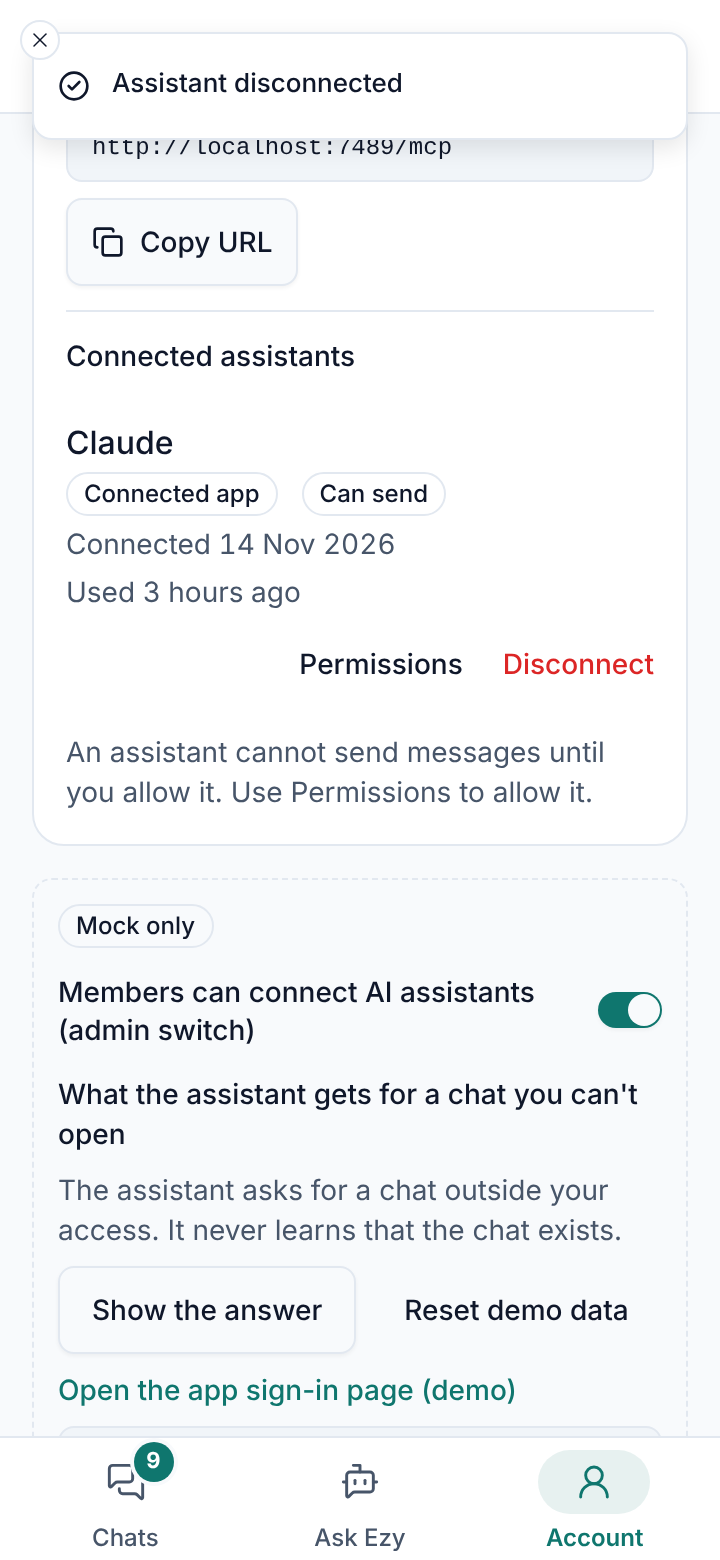 Assistant disconnected
http://localhost:7489/mcp
Copy URL
Connected assistants
Claude
Connected app
Can send
Connected 14 Nov 2026
Used 3 hours ago
Permissions
Disconnect
An assistant cannot send messages until
you allow it. Use Permissions to allow it.
Mock only
Members can connect AI assistants
(admin switch)
What the assistant gets for a chat you can't
open
The assistant asks for a chat outside your
access. It never learns that the chat exists.
Show the answer
Reset demo data
Open the app sign-in page (demo)
9
Chats
Ask Ezy
Account